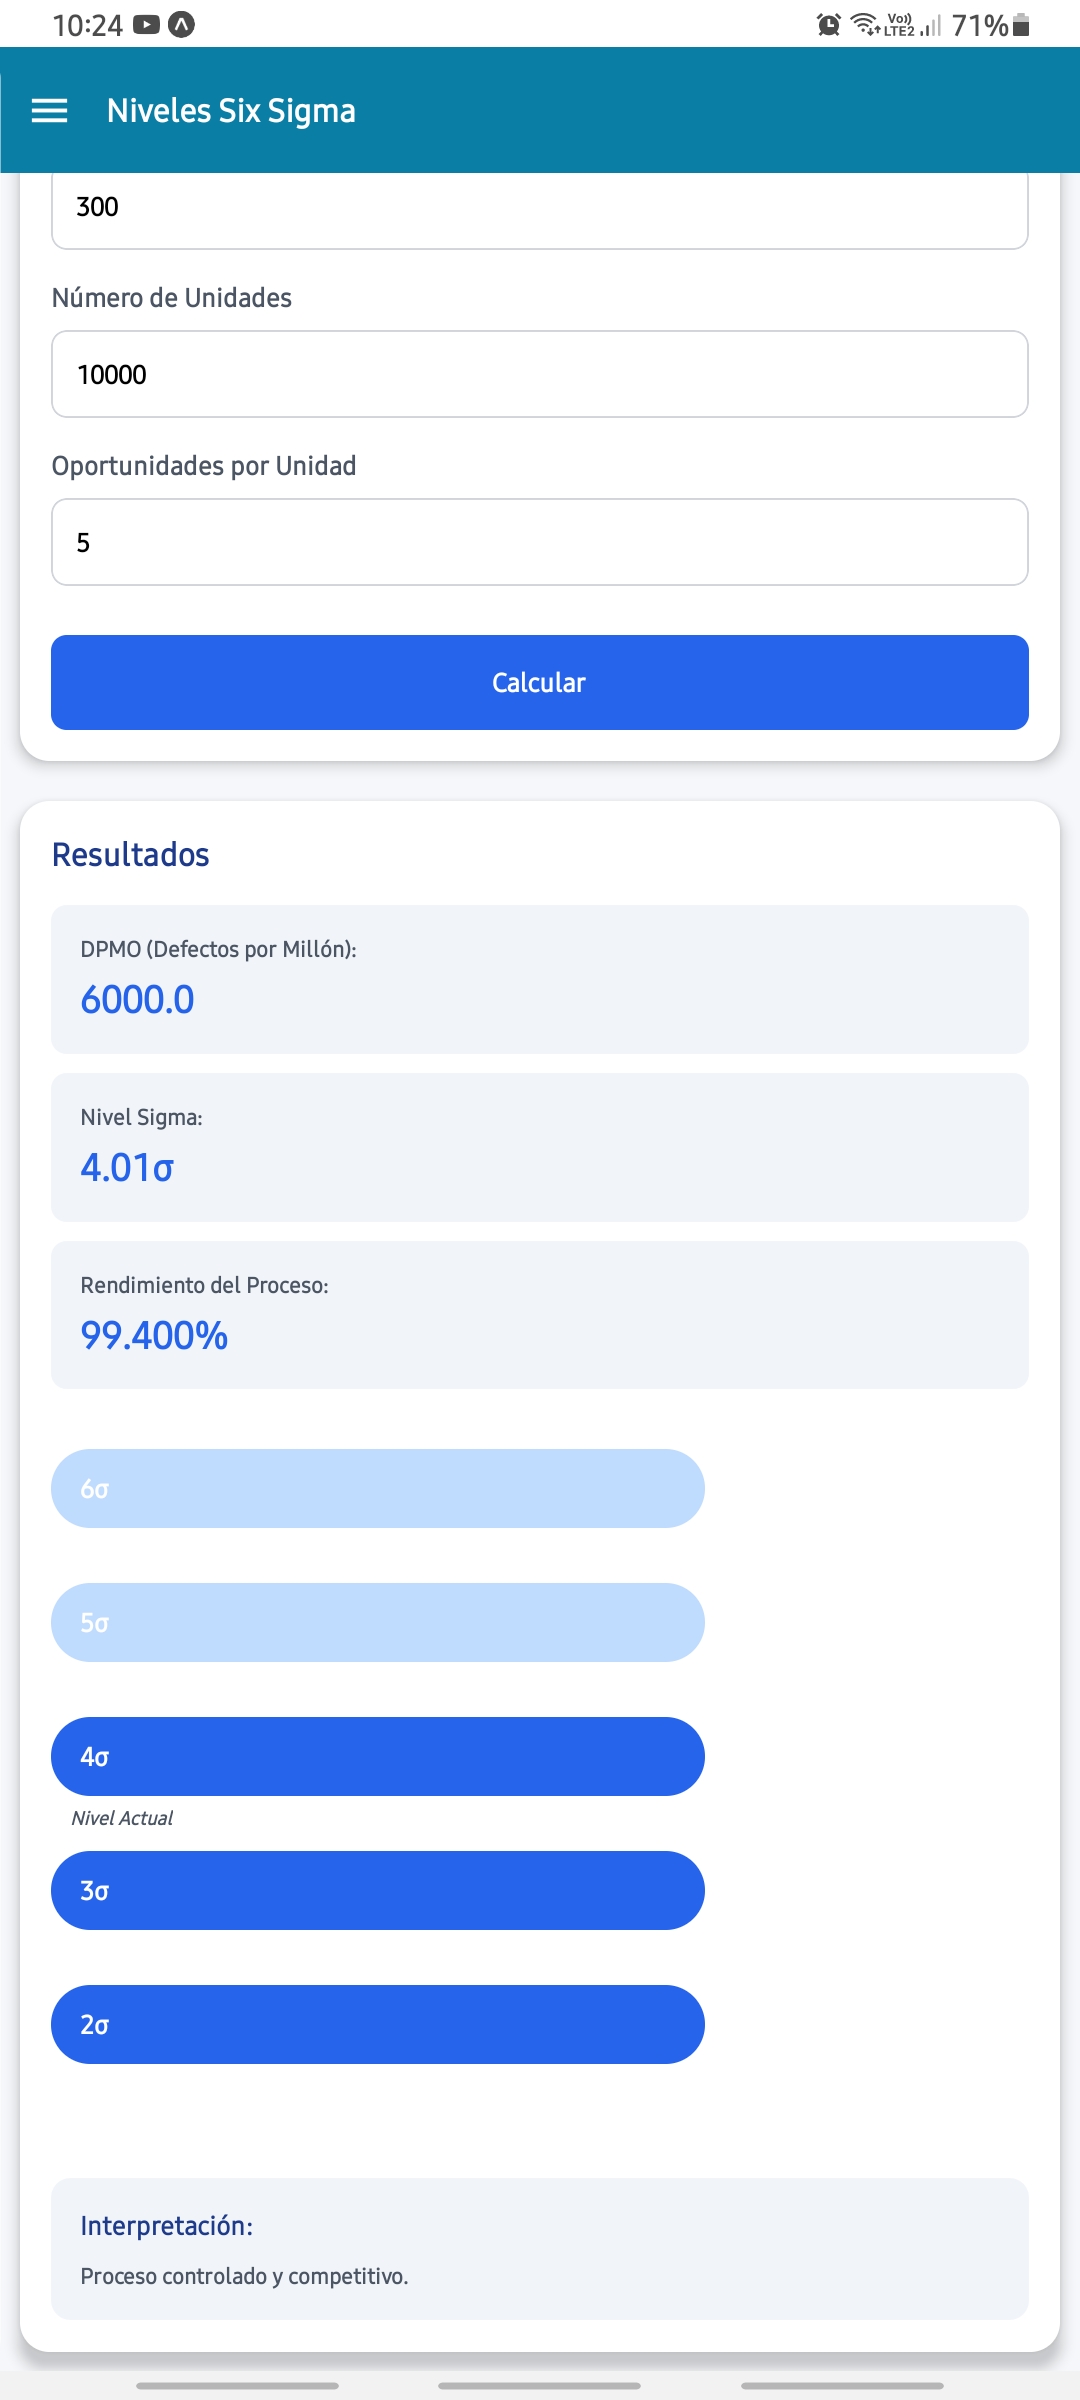 10:24 Vo)) LTE2 71%
Niveles Six Sigma
300
Número de Unidades
10000
Oportunidades por Unidad
5
Calcular
Resultados
DPMO (Defectos por Millón):
6000.0
Nivel Sigma:
4.01σ
Rendimiento del Proceso:
99.400%
6σ
5σ
4σ
Nivel Actual
3σ
2σ
Interpretación:
Proceso controlado y competitivo.